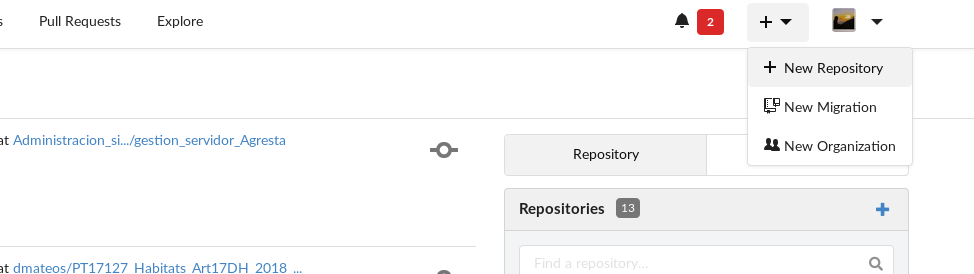 s Pull Requests Explore 2
New Repository
New Migration
New Organization
at Administracion_si.../gestion_servidor_Agresta
Repository
Repositories 13
Find a repository...
at dmateos/PT17127_Habitats_Art17DH_2018_...